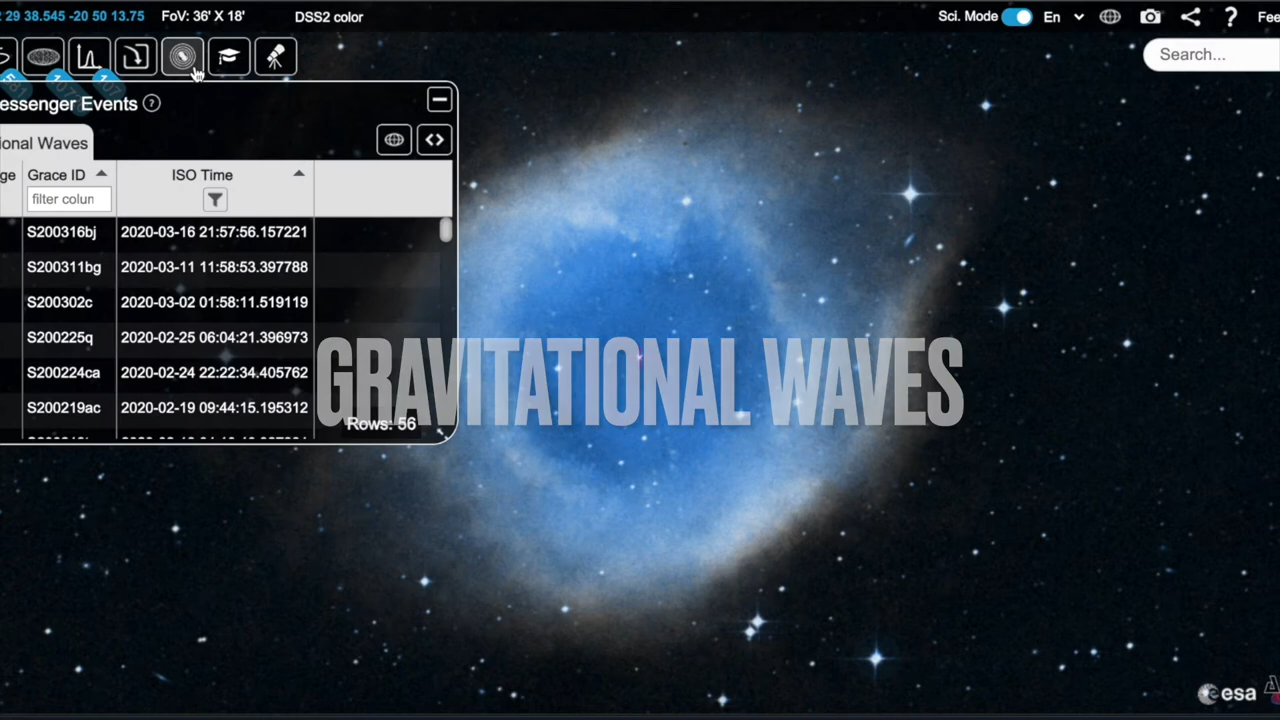 2 29 38.545 -20 50 13.75 FoV: 36' X 18' DSS2 color Sci. Mode En Fee
Search...
essenger Events ?
ional Waves
ge Grace ID ISO Time
filter colun
S200316bj 2020-03-16 21:57:56.157221
S200311bg 2020-03-11 11:58:53.397788
S200302c 2020-03-02 01:58:11.519119
S200225q 2020-02-25 06:04:21.396973
S200224ca 2020-02-24 22:22:34.405762
S200219ac 2020-02-19 09:44:15.195312
Rows: 56
GRAVITATIONAL WAVES
esa